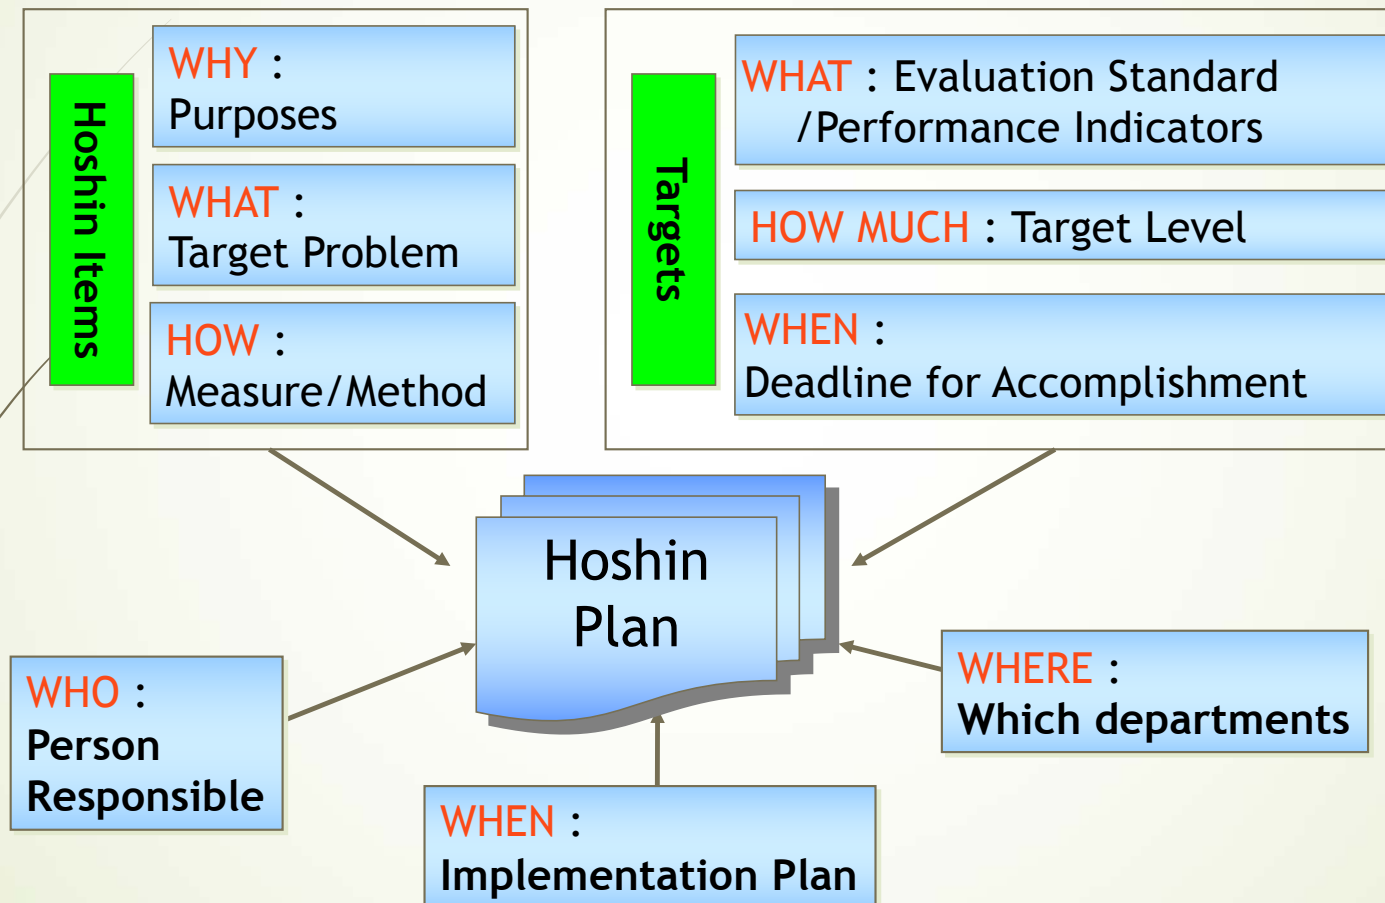 Hoshin Items
WHY :
Purposes
WHAT :
Target Problem
HOW :
Measure/Method
Targets
WHAT : Evaluation Standard
/Performance Indicators
HOW MUCH : Target Level
WHEN :
Deadline for Accomplishment
Hoshin
Plan
WHO :
Person
Responsible
WHEN :
Implementation Plan
WHERE :
Which departments